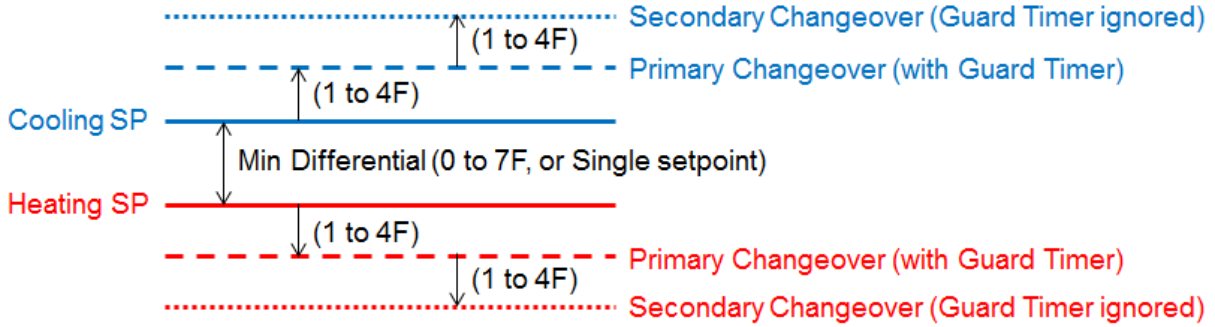 Secondary Changeover (Guard Timer ignored)
(1 to 4F)
Primary Changeover (with Guard Timer)
(1 to 4F)
Cooling SP
Min Differential (0 to 7F, or Single setpoint)
Heating SP
(1 to 4F)
Primary Changeover (with Guard Timer)
(1 to 4F)
Secondary Changeover (Guard Timer ignored)